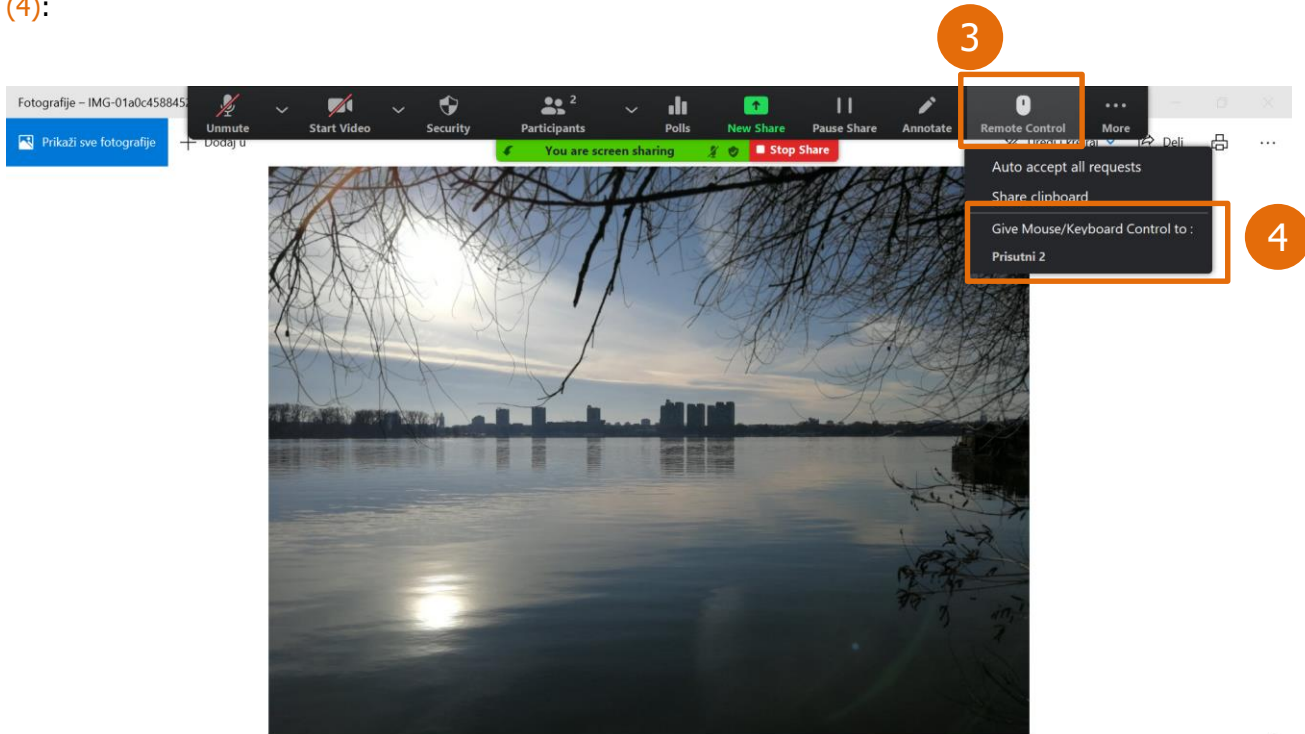 (4):
3
Fotografije – IMG-01a0c458845
2
Unmute Start Video Security Participants Polls New Share Pause Share Annotate Remote Control More
Prikaži sve fotografije Dodaj u Deli
You are screen sharing Stop Share
Auto accept all requests
Share clipboard
Give Mouse/Keyboard Control to :
4
Prisutni 2